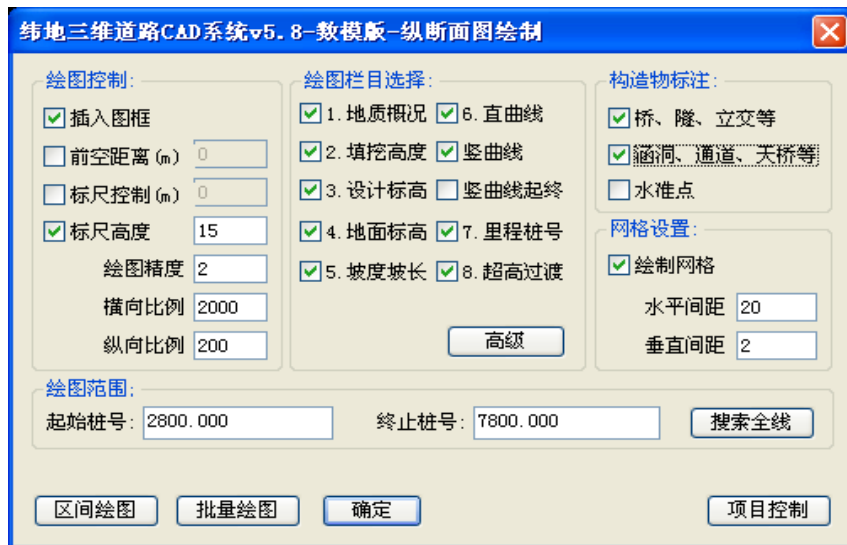 纬地三维道路CAD系统v5.8-数模版-纵断面图绘制
绘图控制:
插入图框
前空距离(m) 0
标尺控制(m) 0
标尺高度 15
绘图精度 2
横向比例 2000
纵向比例 200
绘图栏目选择:
1.地质概况 6.直曲线
2.填挖高度 竖曲线
3.设计标高 竖曲线起终
4.地面标高 7.里程桩号
5.坡度坡长 8.超高过渡
高级
构造物标注:
桥、隧、立交等
涵洞、通道、天桥等
水准点
网格设置:
绘制网格
水平间距 20
垂直间距 2
绘图范围:
起始桩号: 2800.000 终止桩号: 7800.000 搜索全线
区间绘图 批量绘图 确定 项目控制